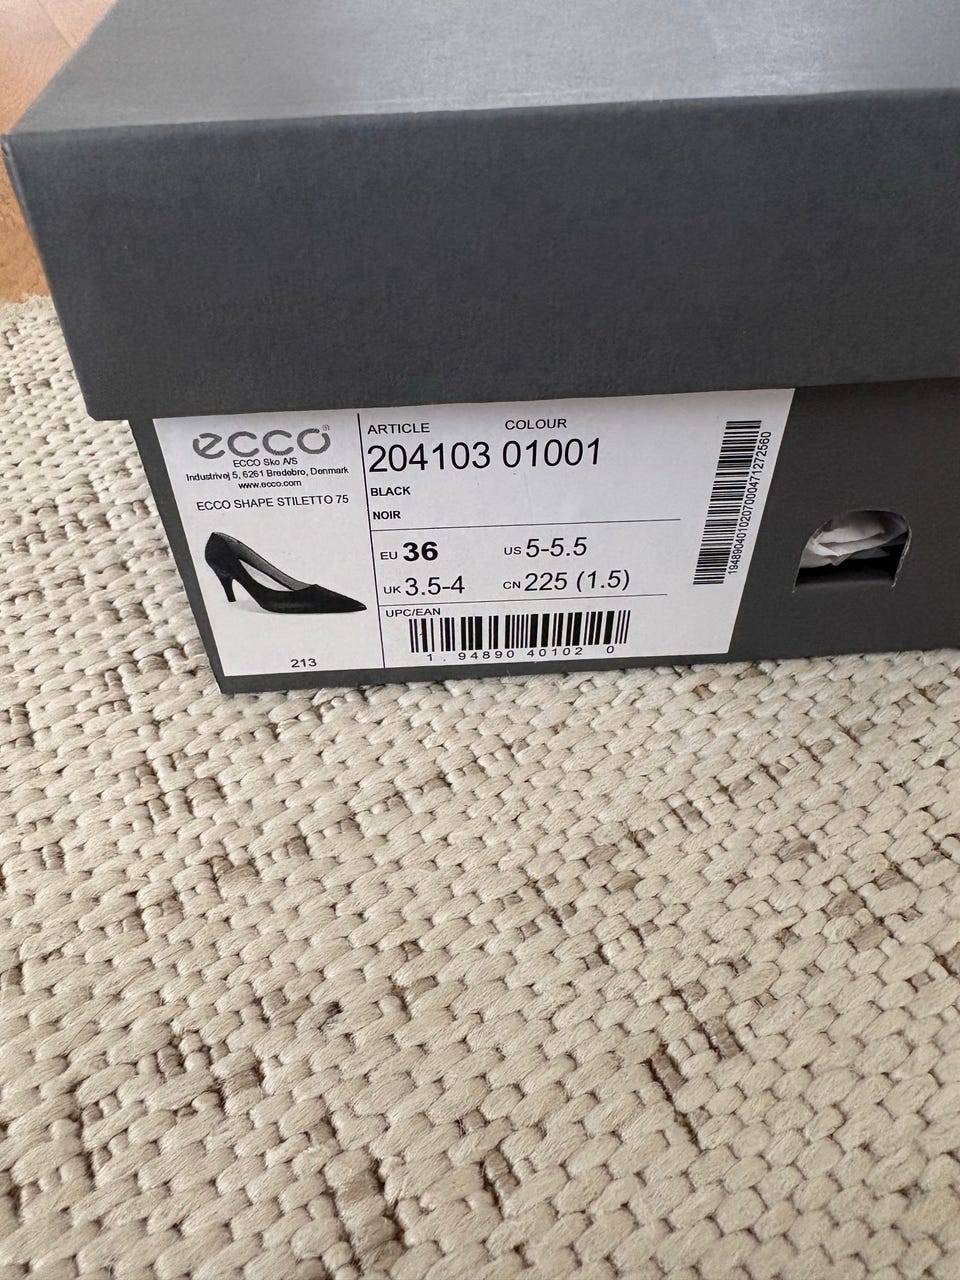 ecco®
ECCO Sko A/S
Industrivej 5, 6261 Bredebro, Denmark
www.ecco.com
ECCO SHAPE STILETTO 75
213
ARTICLE COLOUR
204103 01001
BLACK
NOIR
EU 36 US 5-5.5
UK 3.5-4 CN 225 (1.5)
UPC/EAN
1 94890 40102 0
19489040102070004712725​60